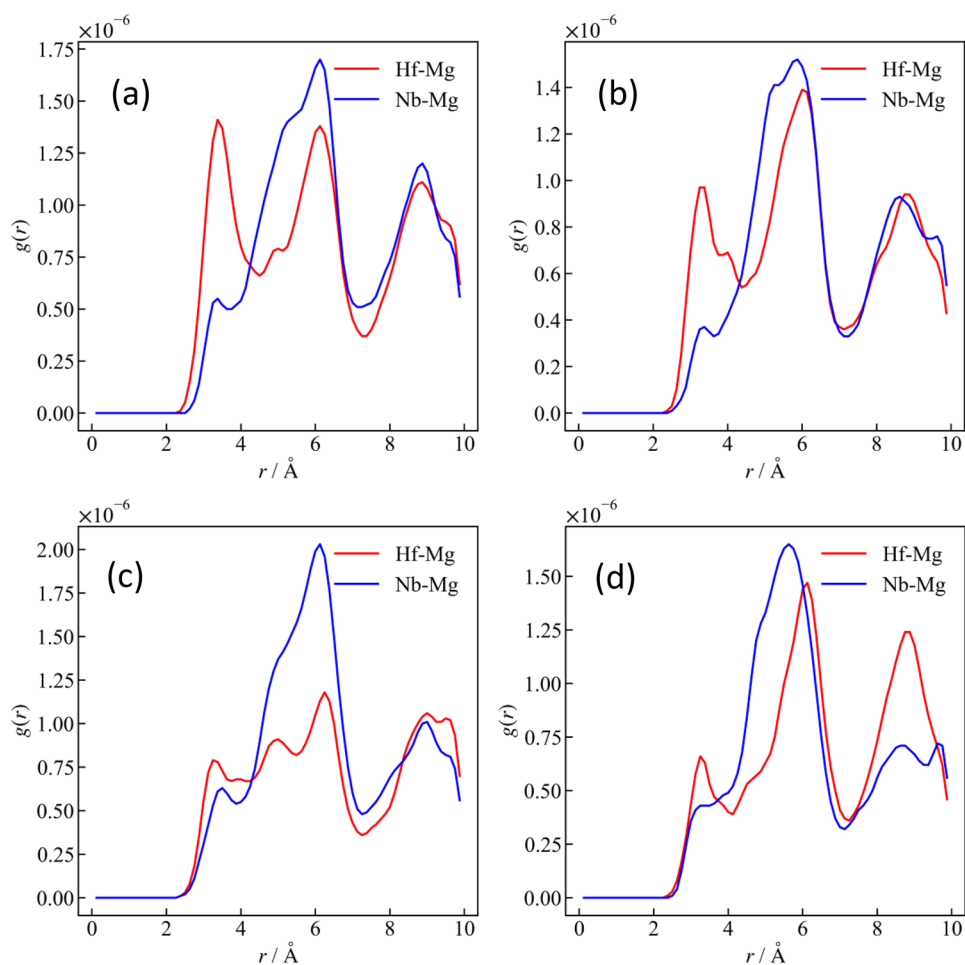 ×10⁻⁶
1.75
1.50
1.25
1.00
0.75
0.50
0.25
0.00
g(r)
(a)
Hf-Mg
Nb-Mg
0 2 4 6 8 10
r / Å
×10⁻⁶
1.4
1.2
1.0
0.8
0.6
0.4
0.2
0.0
g(r)
(b)
Hf-Mg
Nb-Mg
0 2 4 6 8 10
r / Å
×10⁻⁶
2.00
1.75
1.50
1.25
1.00
0.75
0.50
0.25
0.00
g(r)
(c)
Hf-Mg
Nb-Mg
0 2 4 6 8 10
r / Å
×10⁻⁶
1.50
1.25
1.00
0.75
0.50
0.25
0.00
g(r)
(d)
Hf-Mg
Nb-Mg
0 2 4 6 8 10
r / Å